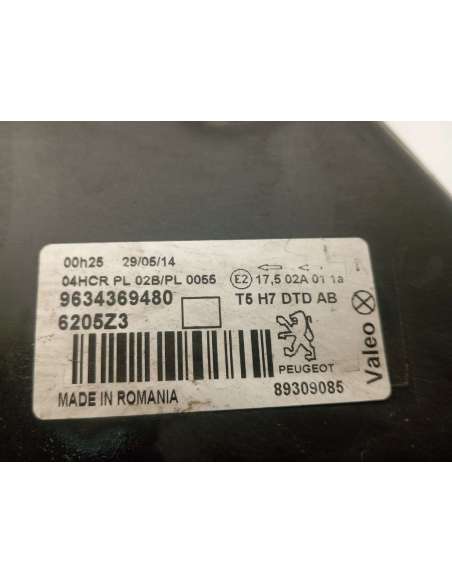 00h25 29/05/14
04HCR PL 02B/PL 0055 E2 17,5 02A 01 1a
9634369480 T5 H7 DTD AB
6205Z3
PEUGEOT
MADE IN ROMANIA 89309085
Valeo